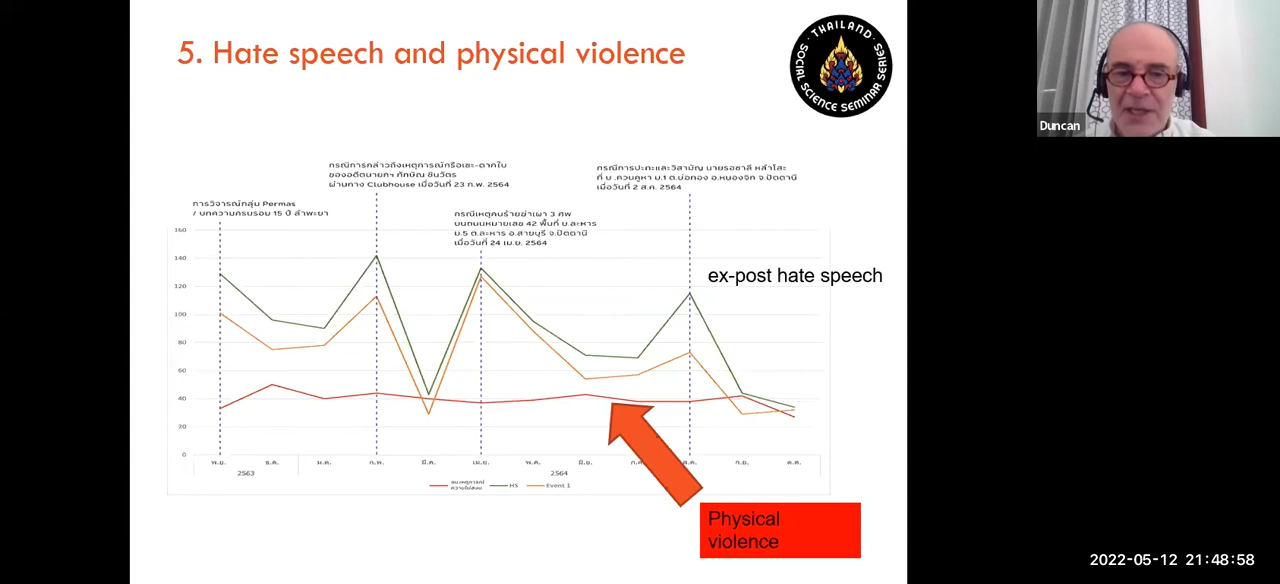 5. Hate speech and physical violence
· THAILAND ·
SOCIAL SCIENCE SEMINAR SERIES
Duncan
กรณีการกล่าวถึงเหตุการณ์กรือเซะ-ตากใบ
ของอดีตนายกฯ ทักษิณ ชินวัตร
ผ่านทาง Clubhouse เมื่อวันที่ 23 ก.พ. 2564
กรณีการปะทะและวิสามัญ นายรอซาลี หลำโสะ
ที่ บ.ควนคูหา ม.1 ต.บ่อทอง อ.หนองจิก จ.ปัตตานี
เมื่อวันที่ 2 ส.ค. 2564
การวิจารณ์กลุ่ม Permas
/ บทความครบรอบ 15 ปี ลำพะยา
กรณีเหตุคนร้ายฆ่าเผา 3 ศพ
บนถนนหมายเลข 42 พื้นที่ บ.ละหาร
ม.5 ต.ละหาร อ.สายบุรี จ.ปัตตานี
เมื่อวันที่ 24 เม.ย. 2564
ex-post hate speech
160
140
120
100
80
60
40
20
0
พ.ย. ธ.ค. ม.ค. ก.พ. มี.ค. เม.ย. พ.ค. มิ.ย. ก.ค. ส.ค. ก.ย. ต.ค.
2563 2564
HS Event 1
Physical
violence
2022-05-12 21:48:58